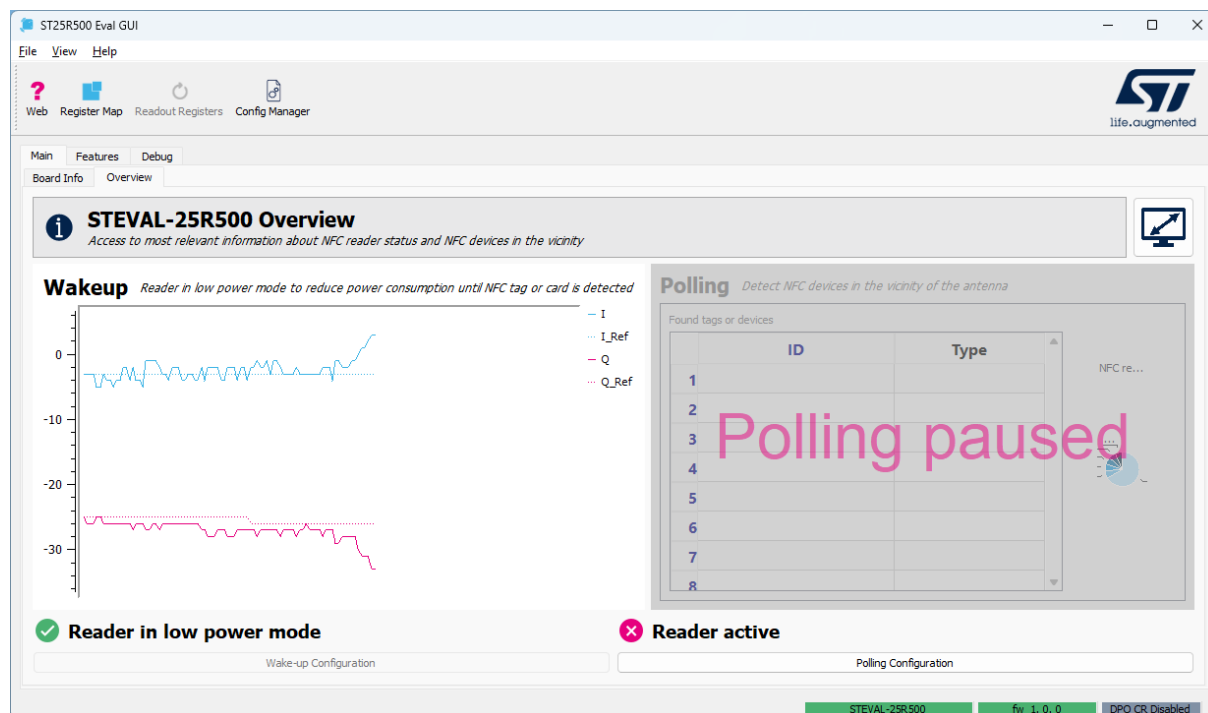 ST25R500 Eval GUI
File View Help
Web Register Map Readout Registers Config Manager
life.augmented
Main Features Debug
Board Info Overview
STEVAL-25R500 Overview
Access to most relevant information about NFC reader status and NFC devices in the vicinity
Wakeup Reader in low power mode to reduce power consumption until NFC tag or card is detected
I
I_Ref
Q
Q_Ref
0
-10
-20
-30
Polling Detect NFC devices in the vicinity of the antenna
Found tags or devices
ID Type
1
2
3
4
5
6
7
8
NFC re...
Polling paused
Reader in low power mode
Reader active
Wake-up Configuration
Polling Configuration
STEVAL-25R500 fw 1.0.0 DPO CR Disabled